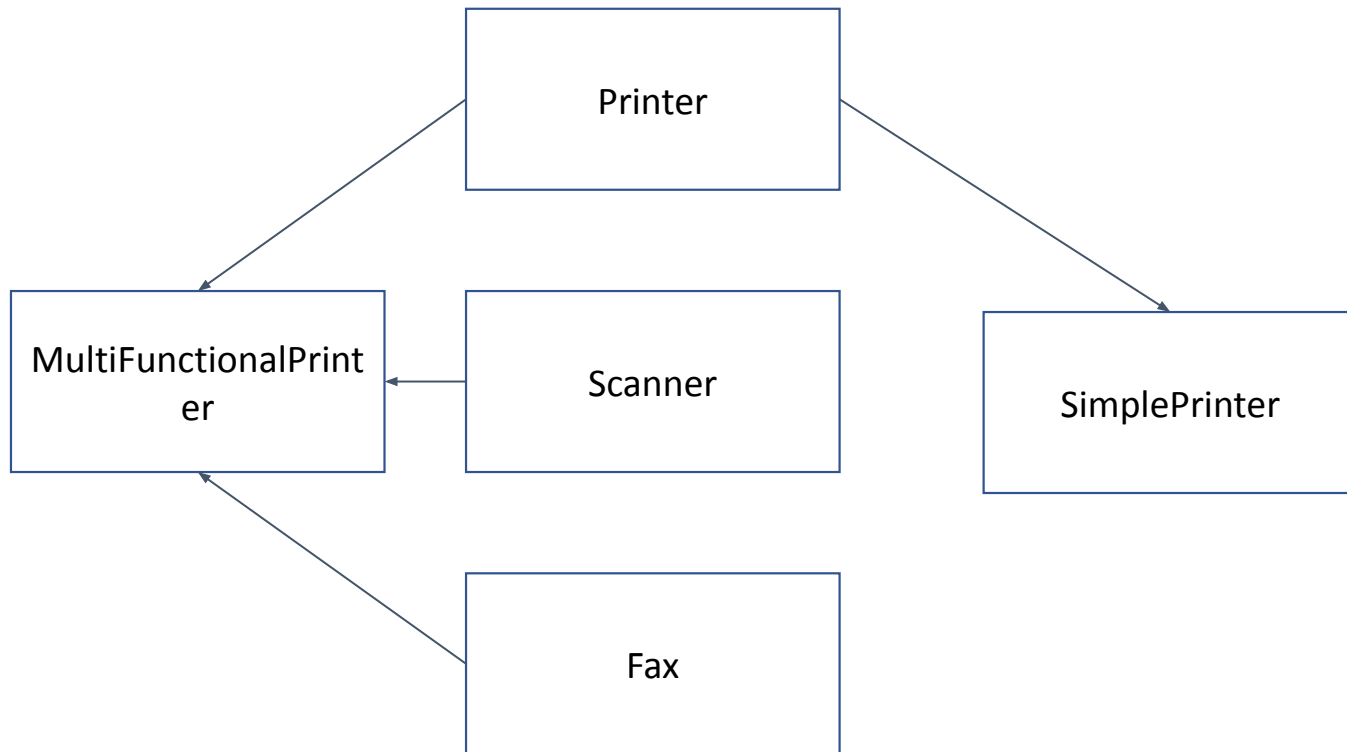 Printer
MultiFunctionalPrint
er
Scanner
SimplePrinter
Fax